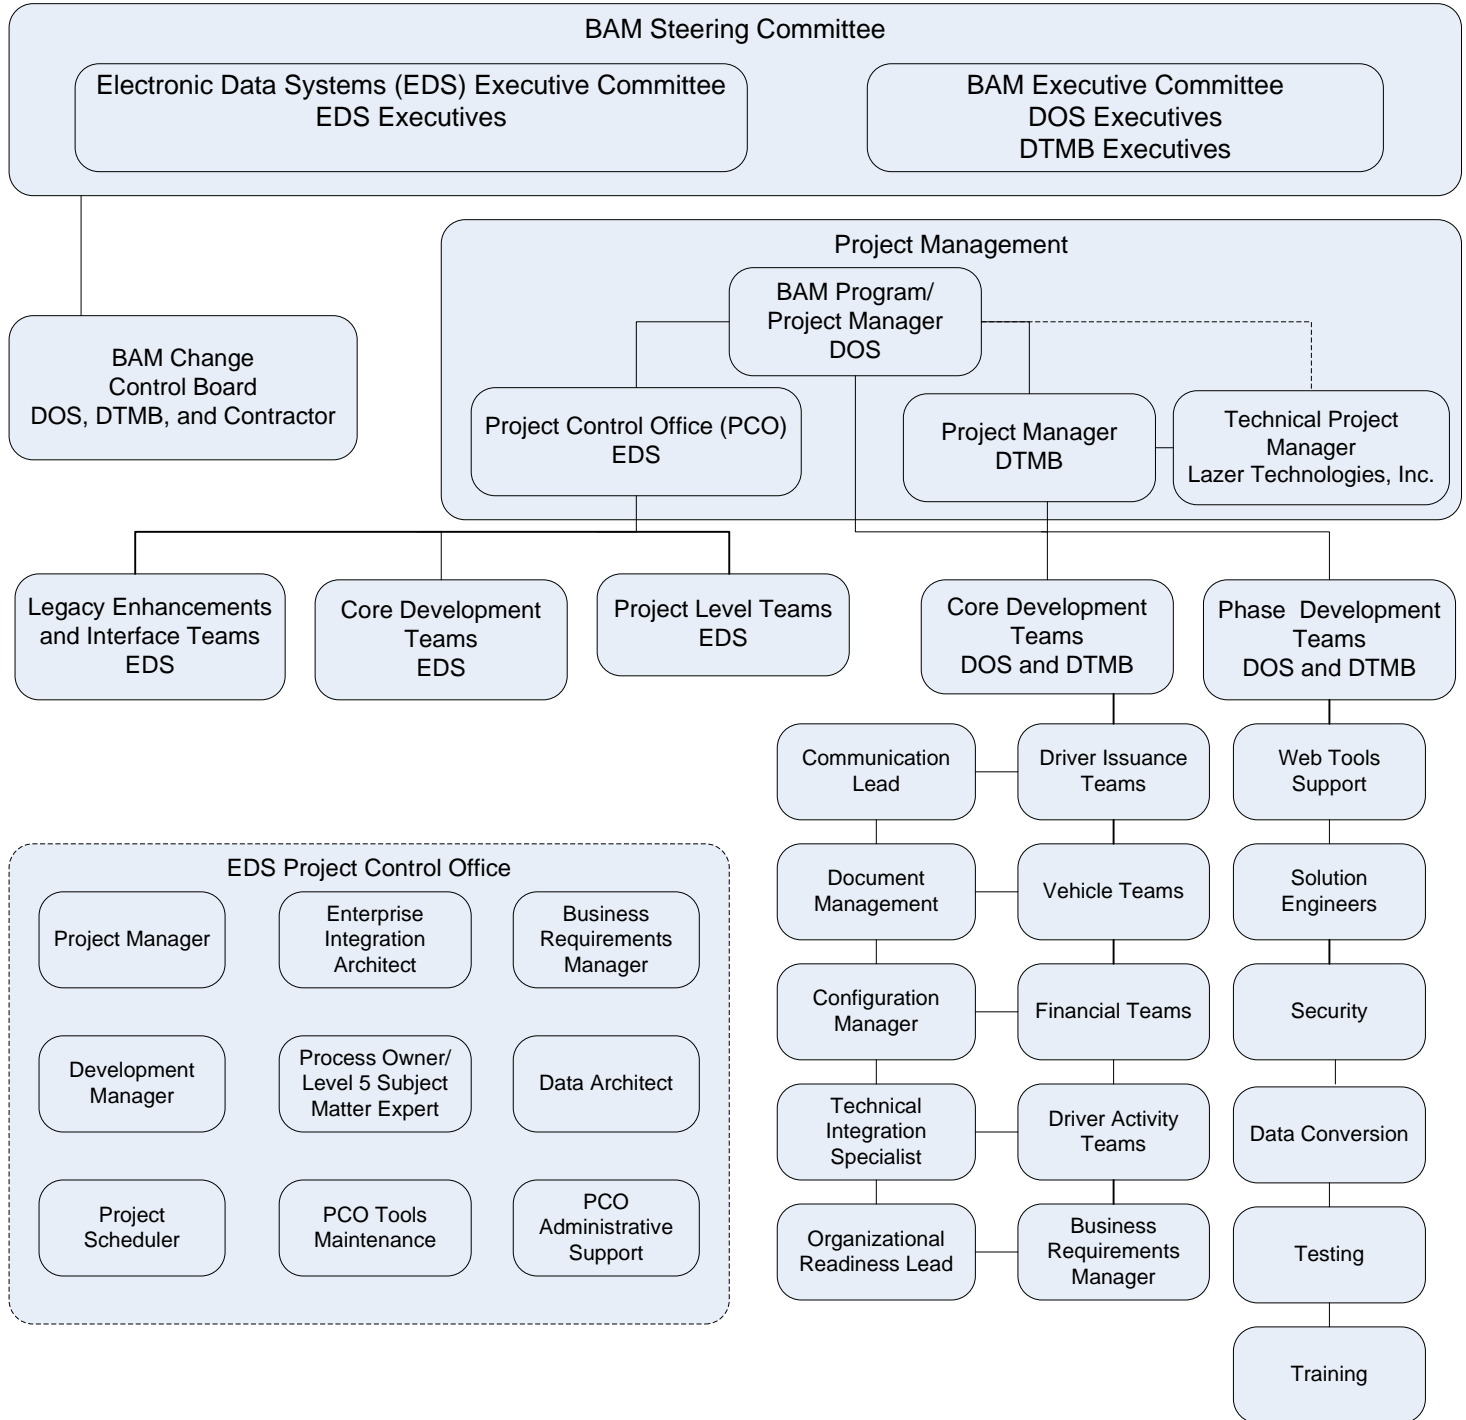 BAM Steering Committee
Electronic Data Systems (EDS) Executive Committee
EDS Executives
BAM Executive Committee
DOS Executives
DTMB Executives
Project Management
BAM Program/
Project Manager
DOS
BAM Change
Control Board
DOS, DTMB, and Contractor
Project Control Office (PCO)
EDS
Project Manager
DTMB
Technical Project
Manager
Lazer Technologies, Inc.
Legacy Enhancements
and Interface Teams
EDS
Core Development
Teams
EDS
Project Level Teams
EDS
Core Development
Teams
DOS and DTMB
Phase Development
Teams
DOS and DTMB
Communication
Lead
Driver Issuance
Teams
Web Tools
Support
Document
Management
Vehicle Teams
Solution
Engineers
Configuration
Manager
Financial Teams
Security
Technical
Integration
Specialist
Driver Activity
Teams
Data Conversion
Organizational
Readiness Lead
Business
Requirements
Manager
Testing
Training
EDS Project Control Office
Project Manager
Enterprise
Integration
Architect
Business
Requirements
Manager
Development
Manager
Process Owner/
Level 5 Subject
Matter Expert
Data Architect
Project
Scheduler
PCO Tools
Maintenance
PCO
Administrative
Support